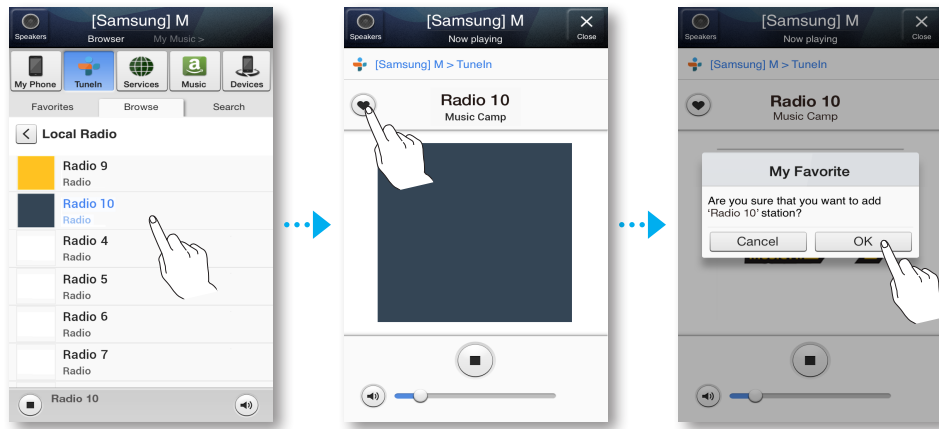 [Samsung] M
Speakers
Browser
My Music >
My Phone
TuneIn
Services
Music
Devices
Favorites
Browse
Search
Local Radio
Radio 9
Radio
Radio 10
Radio
Radio 4
Radio
Radio 5
Radio
Radio 6
Radio
Radio 7
Radio
Radio 10
[Samsung] M
Speakers
Now playing
Close
[Samsung] M > TuneIn
Radio 10
Music Camp
[Samsung] M
Speakers
Now playing
Close
[Samsung] M > TuneIn
Radio 10
Music Camp
My Favorite
Are you sure that you want to add
'Radio 10' station?
Cancel
OK